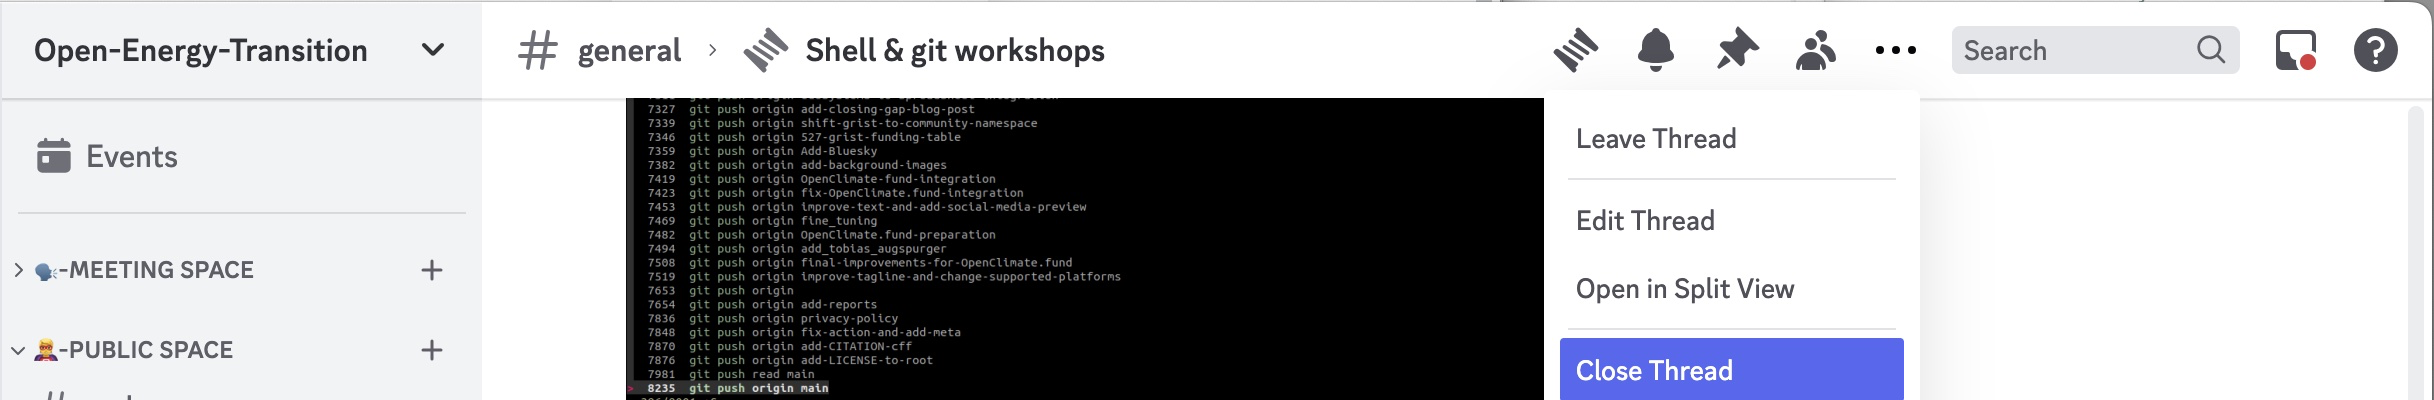 Open-Energy-Transition
general › Shell & git workshops
Search
Events
-MEETING SPACE
-PUBLIC SPACE
7327 git push origin add-closing-gap-blog-post
7339 git push origin shift-grist-to-community-namespace
7346 git push origin 527-grist-funding-table
7359 git push origin Add-Bluesky
7382 git push origin add-background-images
7419 git push origin OpenClimate-fund-integration
7423 git push origin fix-OpenClimate.fund-integration
7453 git push origin improve-text-and-add-social-media-preview
7469 git push origin fine_tuning
7482 git push origin OpenClimate.fund-preparation
7494 git push origin add_tobias_augspurger
7508 git push origin final-improvements-for-OpenClimate.fund
7519 git push origin improve-tagline-and-change-supported-platforms
7653 git push origin
7654 git push origin add-reports
7836 git push origin privacy-policy
7848 git push origin fix-action-and-add-meta
7870 git push origin add-CITATION-cff
7876 git push origin add-LICENSE-to-root
7981 git push read main
> 8235 git push origin main
Leave Thread
Edit Thread
Open in Split View
Close Thread